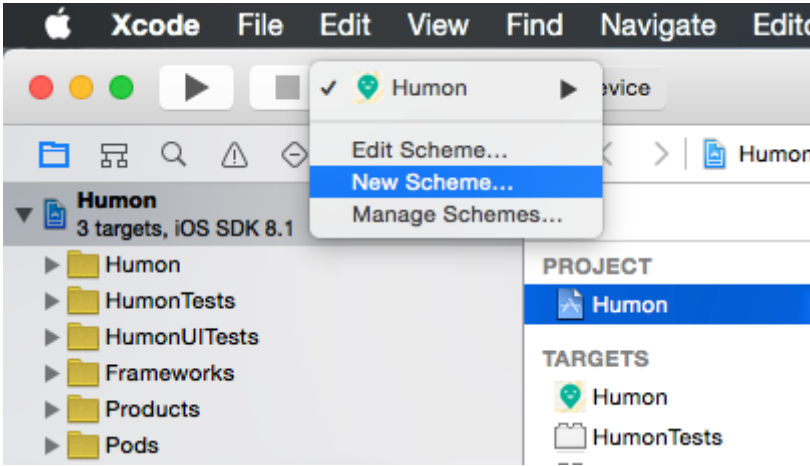 Xcode File Edit View Find Navigate Edito
Humon evice
Edit Scheme...
Humon
New Scheme...
Humon
3 targets, iOS SDK 8.1
Manage Schemes...
Humon
PROJECT
HumonTests
Humon
HumonUITests
Frameworks
TARGETS
Products
Humon
Pods
HumonTests